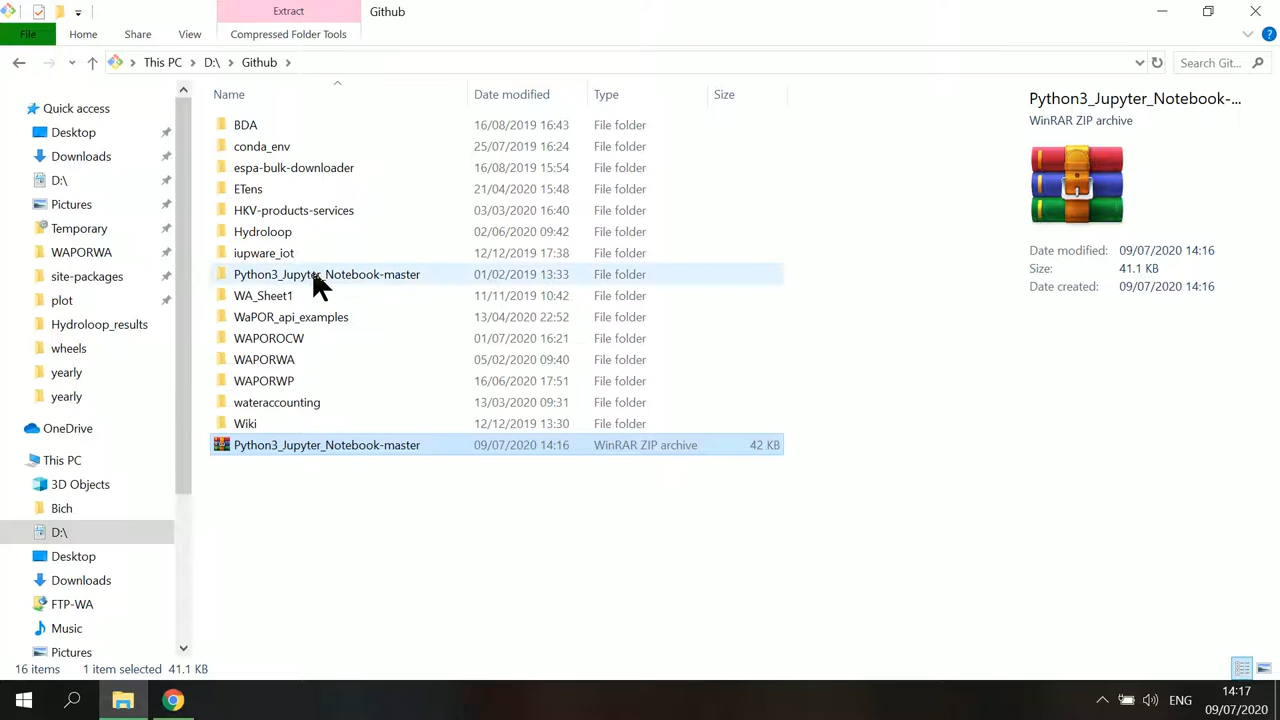 Extract
Github
File
Home
Share
View
Compressed Folder Tools
This PC
D:\
Github
Search Git...
Name
Date modified
Type
Size
Quick access
Desktop
Downloads
D:\
Pictures
Temporary
WAPORWA
site-packages
plot
Hydroloop_results
wheels
yearly
yearly
OneDrive
This PC
3D Objects
Bich
D:\
Desktop
Downloads
FTP-WA
Music
Pictures
BDA 16/08/2019 16:43 File folder
conda_env 25/07/2019 16:24 File folder
espa-bulk-downloader 16/08/2019 15:54 File folder
ETens 21/04/2020 15:48 File folder
HKV-products-services 03/03/2020 16:40 File folder
Hydroloop 02/06/2020 09:42 File folder
iupware_iot 12/12/2019 17:38 File folder
Python3_Jupyter_Notebook-master 01/02/2019 13:33 File folder
WA_Sheet1 11/11/2019 10:42 File folder
WaPOR_api_examples 13/04/2020 22:52 File folder
WAPOROCW 01/07/2020 16:21 File folder
WAPORWA 05/02/2020 09:40 File folder
WAPORWP 16/06/2020 17:51 File folder
wateraccounting 13/03/2020 09:31 File folder
Wiki 12/12/2019 13:30 File folder
Python3_Jupyter_Notebook-master 09/07/2020 14:16 WinRAR ZIP archive 42 KB
Python3_Jupyter_Notebook-...
WinRAR ZIP archive
Date modified: 09/07/2020 14:16
Size: 41.1 KB
Date created: 09/07/2020 14:16
16 items 1 item selected 41.1 KB
ENG
14:17
09/07/2020